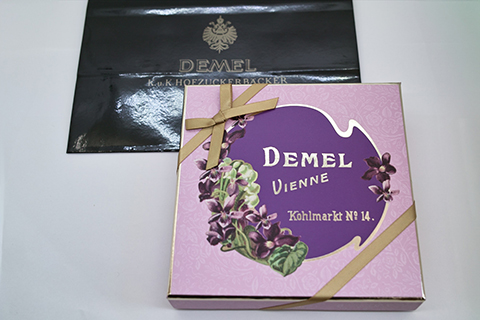 DEMEL
K.u.K. HOFZUCKERBÄCKER
DEMEL
VIENNE
Kohlmarkt No 14.